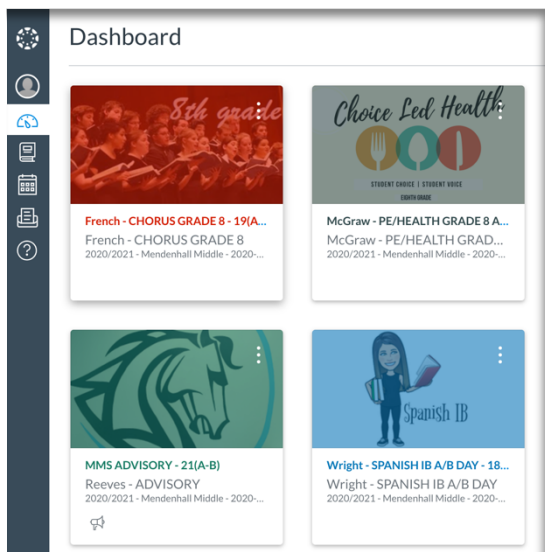 Dashboard
8th grade
Choice Led Health
STUDENT CHOICE | STUDENT VOICE
EIGHTH GRADE
French - CHORUS GRADE 8 - 19(A...
French - CHORUS GRADE 8
2020/2021 - Mendenhall Middle - 2020-...
McGraw - PE/HEALTH GRADE 8 A...
McGraw - PE/HEALTH GRAD...
2020/2021 - Mendenhall Middle - 2020-...
Spanish IB
MMS ADVISORY - 21(A-B)
Reeves - ADVISORY
2020/2021 - Mendenhall Middle - 2020-...
Wright - SPANISH IB A/B DAY - 18...
Wright - SPANISH IB A/B DAY
2020/2021 - Mendenhall Middle - 2020-...